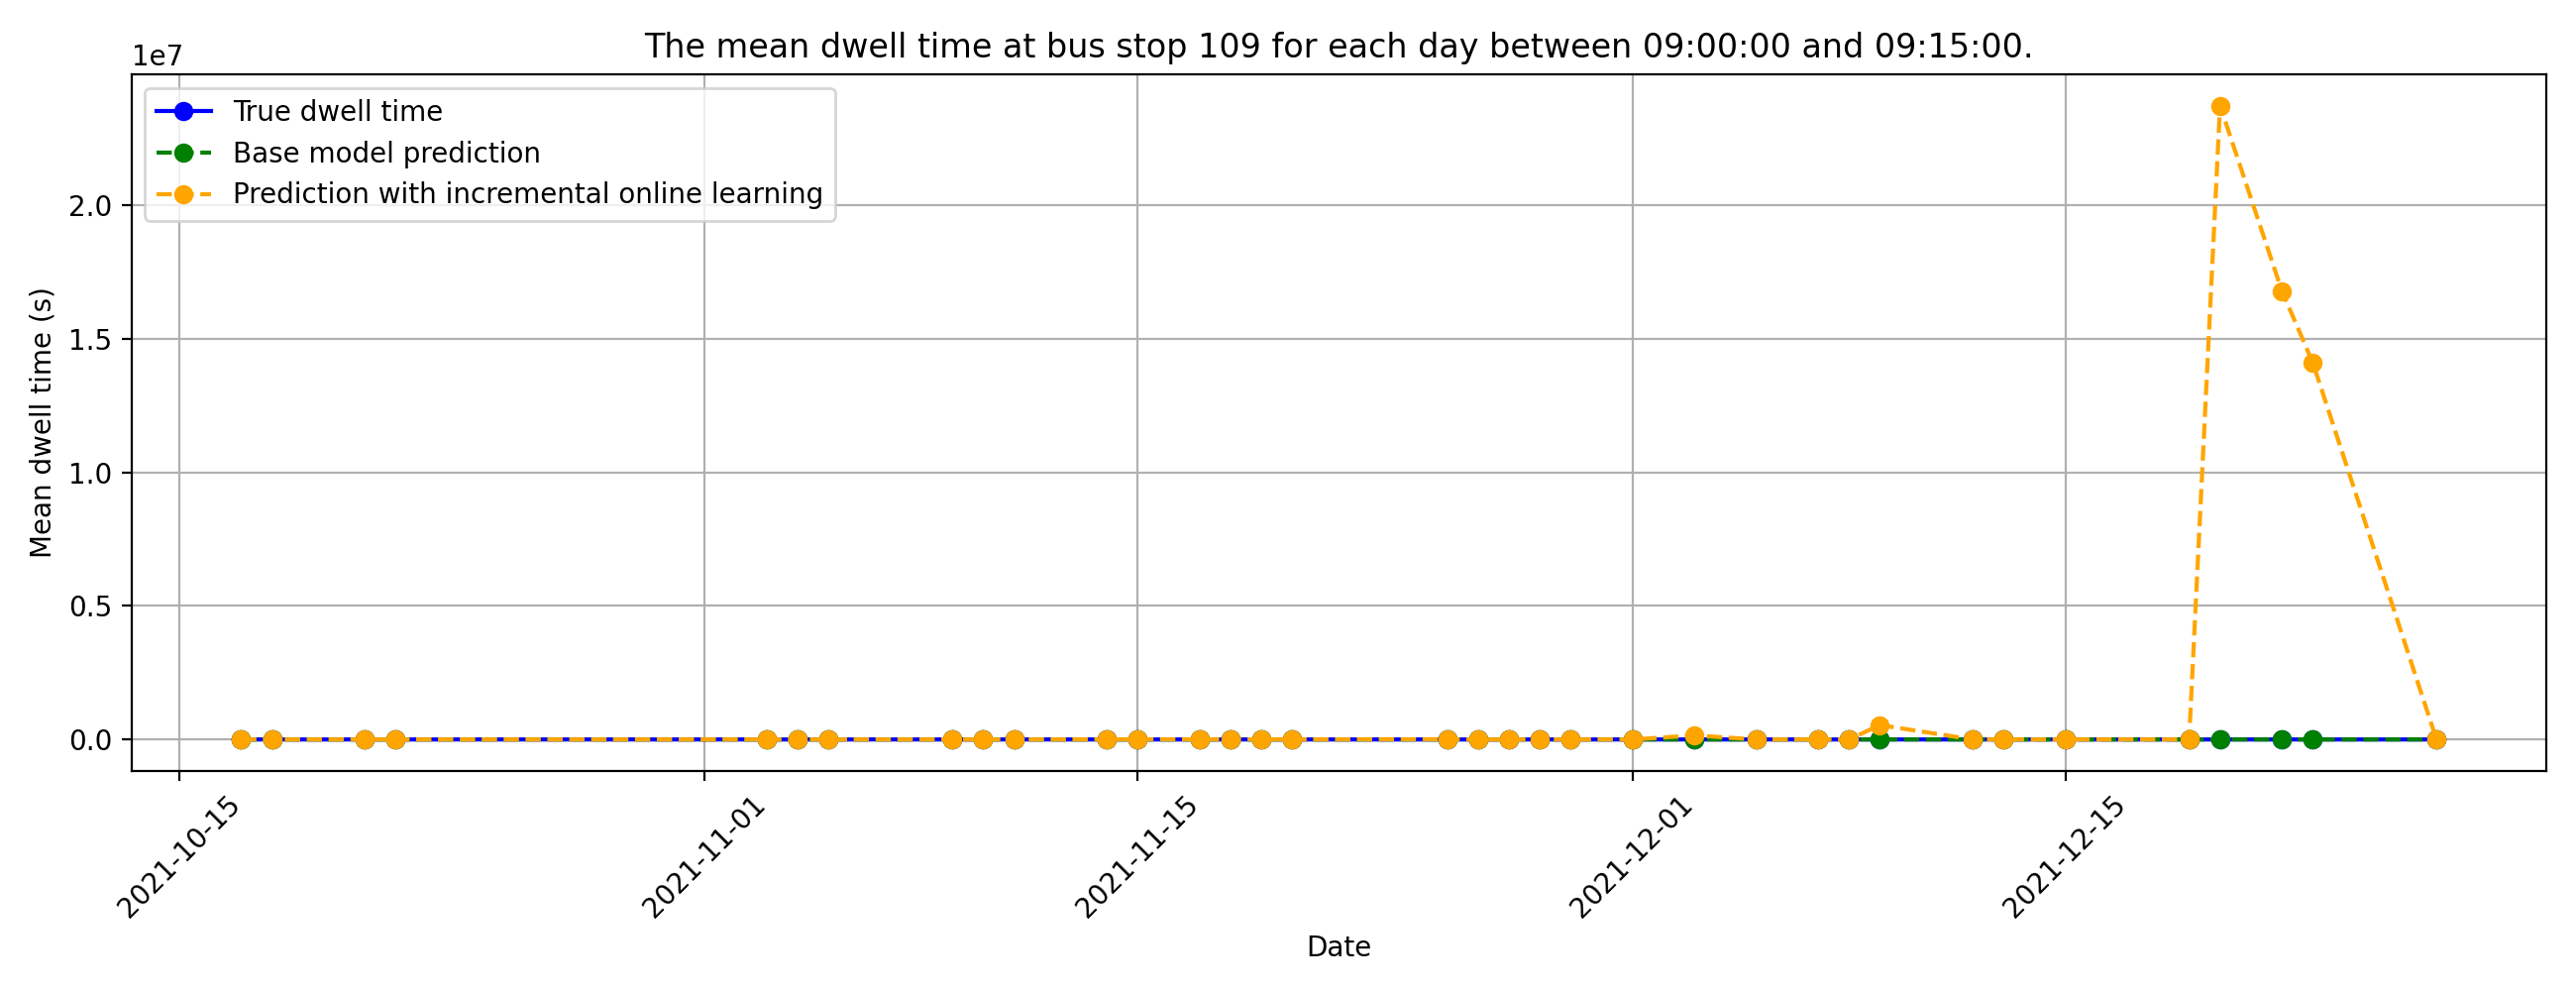 The mean dwell time at bus stop 109 for each day between 09:00:00 and 09:15:00.
1e7
True dwell time
Base model prediction
Prediction with incremental online learning
Mean dwell time (s)
2.0
1.5
1.0
0.5
0.0
2021-10-15
2021-11-01
2021-11-15
2021-12-01
2021-12-15
Date